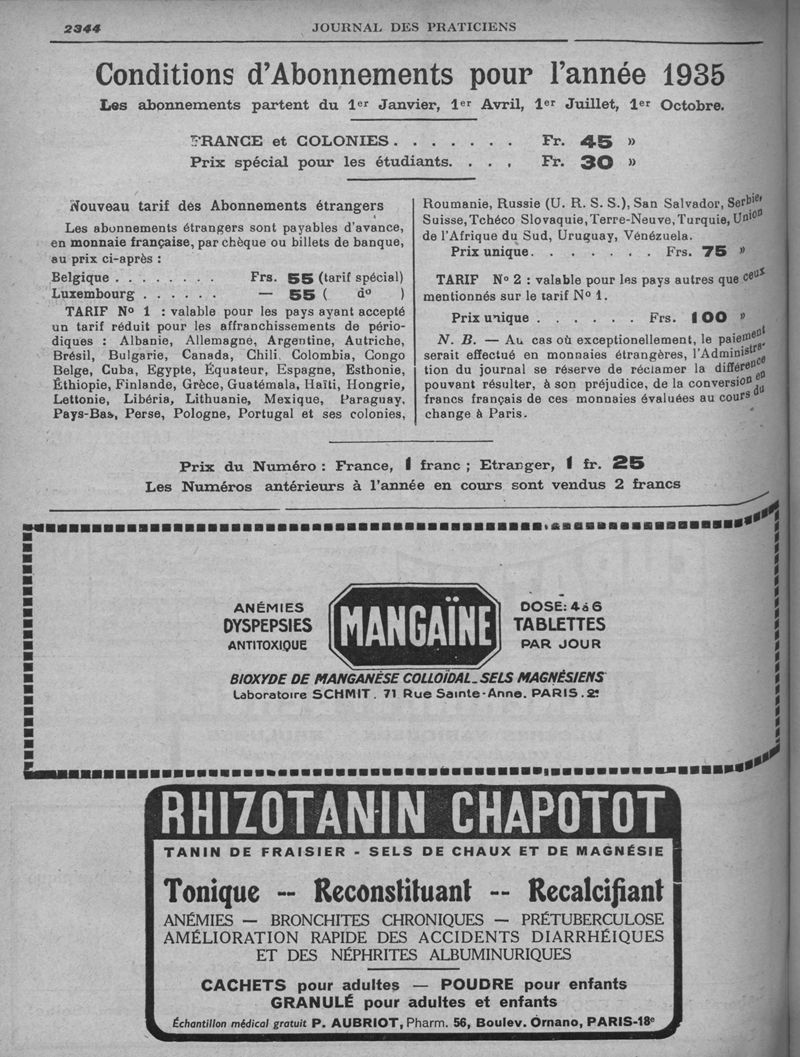 2344
JOURNAL DES PRATICIENS
Conditions d'Abonnements pour l'année 1935
Les abonnements partent du 1er Janvier, 1er Avril, 1er Juillet, 1er Octobre.
FRANCE et COLONIES . . . . . . . Fr. 45 »
Prix spécial pour les étudiants. . . . Fr. 30 »
Nouveau tarif des Abonnements étrangers
Les abonnements étrangers sont payables d'avance,
en monnaie française, par chèque ou billets de banque,
au prix ci-après :
Belgique . . . . . . . . Frs. 55 (tarif spécial)
Luxembourg . . . . . . — 55 ( do )
TARIF No 1 : valable pour les pays ayant accepté
un tarif réduit pour les affranchissements de pério-
diques : Albanie, Allemagne, Argentine, Autriche,
Brésil, Bulgarie, Canada, Chili, Colombia, Congo
Belge, Cuba, Egypte, Équateur, Espagne, Esthonie,
Éthiopie, Finlande, Grèce, Guatémala, Haïti, Hongrie,
Lettonie, Libéria, Lithuanie, Mexique, Paraguay,
Pays-Bas, Perse, Pologne, Portugal et ses colonies,
Roumanie, Russie (U. R. S. S.), San Salvador, Serbie,
Suisse, Tchéco Slovaquie, Terre-Neuve, Turquie, Union
de l'Afrique du Sud, Uruguay, Vénézuela.
Prix unique. . . . . . . . Frs. 75 »
TARIF No 2 : valable pour les pays autres que ceux
mentionnés sur le tarif No 1.
Prix unique . . . . . . Frs. 100 »
N. B. — Au cas où exceptionellement, le paiement
serait effectué en monnaies étrangères, l'Administra-
tion du journal se réserve de réclamer la différence
pouvant résulter, à son préjudice, de la conversion en
francs français de ces monnaies évaluées au cours du
change à Paris.
Prix du Numéro : France, 1 franc ; Etranger, 1 fr. 25
Les Numéros antérieurs à l'année en cours sont vendus 2 francs
ANÉMIES
DYSPEPSIES
ANTITOXIQUE
MANGAÏNE
DOSE: 4 à 6
TABLETTES
PAR JOUR
BIOXYDE DE MANGANÈSE COLLOÏDAL_SELS MAGNÉSIENS
Laboratoire SCHMIT. 71 Rue Sainte-Anne. PARIS. 2e
RHIZOTANIN CHAPOTOT
TANIN DE FRAISIER - SELS DE CHAUX ET DE MAGNÉSIE
Tonique -- Reconstituant -- Recalcifiant
ANÉMIES — BRONCHITES CHRONIQUES — PRÉTUBERCULOSE
AMÉLIORATION RAPIDE DES ACCIDENTS DIARRHÉIQUES
ET DES NÉPHRITES ALBUMINURIQUES
CACHETS pour adultes — POUDRE pour enfants
GRANULÉ pour adultes et enfants
Échantillon médical gratuit P. AUBRIOT, Pharm. 56, Boulev. Ornano, PARIS-18e